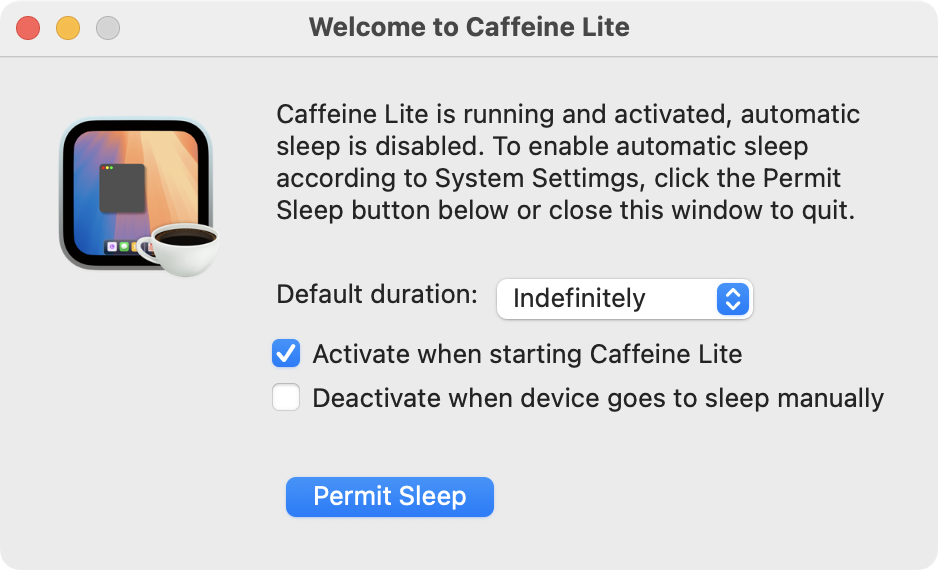 Welcome to Caffeine Lite
Caffeine Lite is running and activated, automatic
sleep is disabled. To enable automatic sleep
according to System Settimgs, click the Permit
Sleep button below or close this window to quit.
Default duration:
Indefinitely
Activate when starting Caffeine Lite
Deactivate when device goes to sleep manually
Permit Sleep